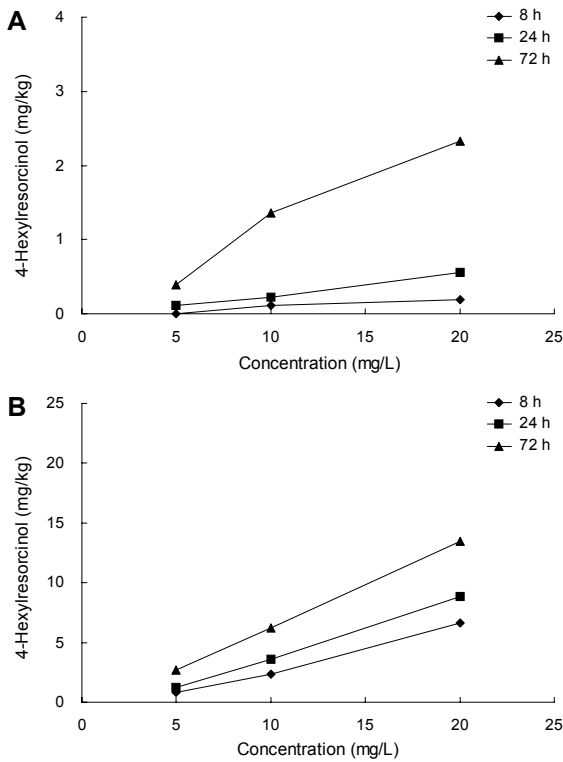 A
4-Hexylresorcinol (mg/kg)
4
3
2
1
0
0 5 10 15 20 25
Concentration (mg/L)
8 h
24 h
72 h
B
4-Hexylresorcinol (mg/kg)
25
20
15
10
5
0
0 5 10 15 20 25
Concentration (mg/L)
8 h
24 h
72 h